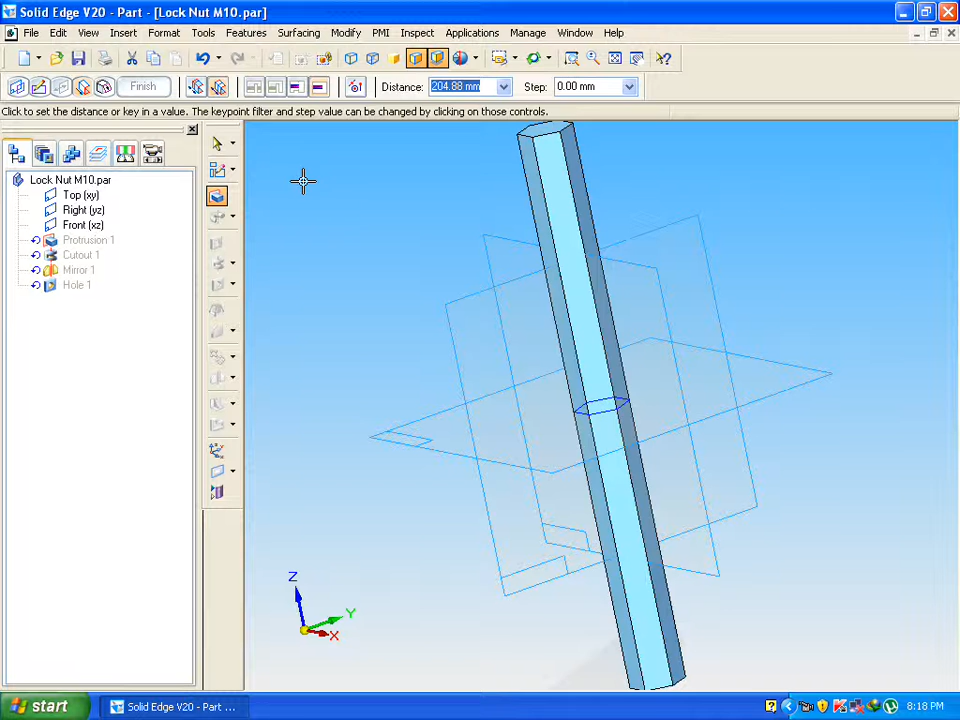 Solid Edge V20 - Part - [Lock Nut M10.par]
File Edit View Insert Format Tools Features Surfacing Modify PMI Inspect Applications Manage Window Help
Finish Distance: 204.88 mm Step: 0.00 mm
Click to set the distance or key in a value. The keypoint filter and step value can be changed by clicking on those controls.
Lock Nut M10.par
Top (xy)
Right (yz)
Front (xz)
Protrusion 1
Cutout 1
Mirror 1
Hole 1
Z
Y
X
start Solid Edge V20 - Part ... 8:18 PM